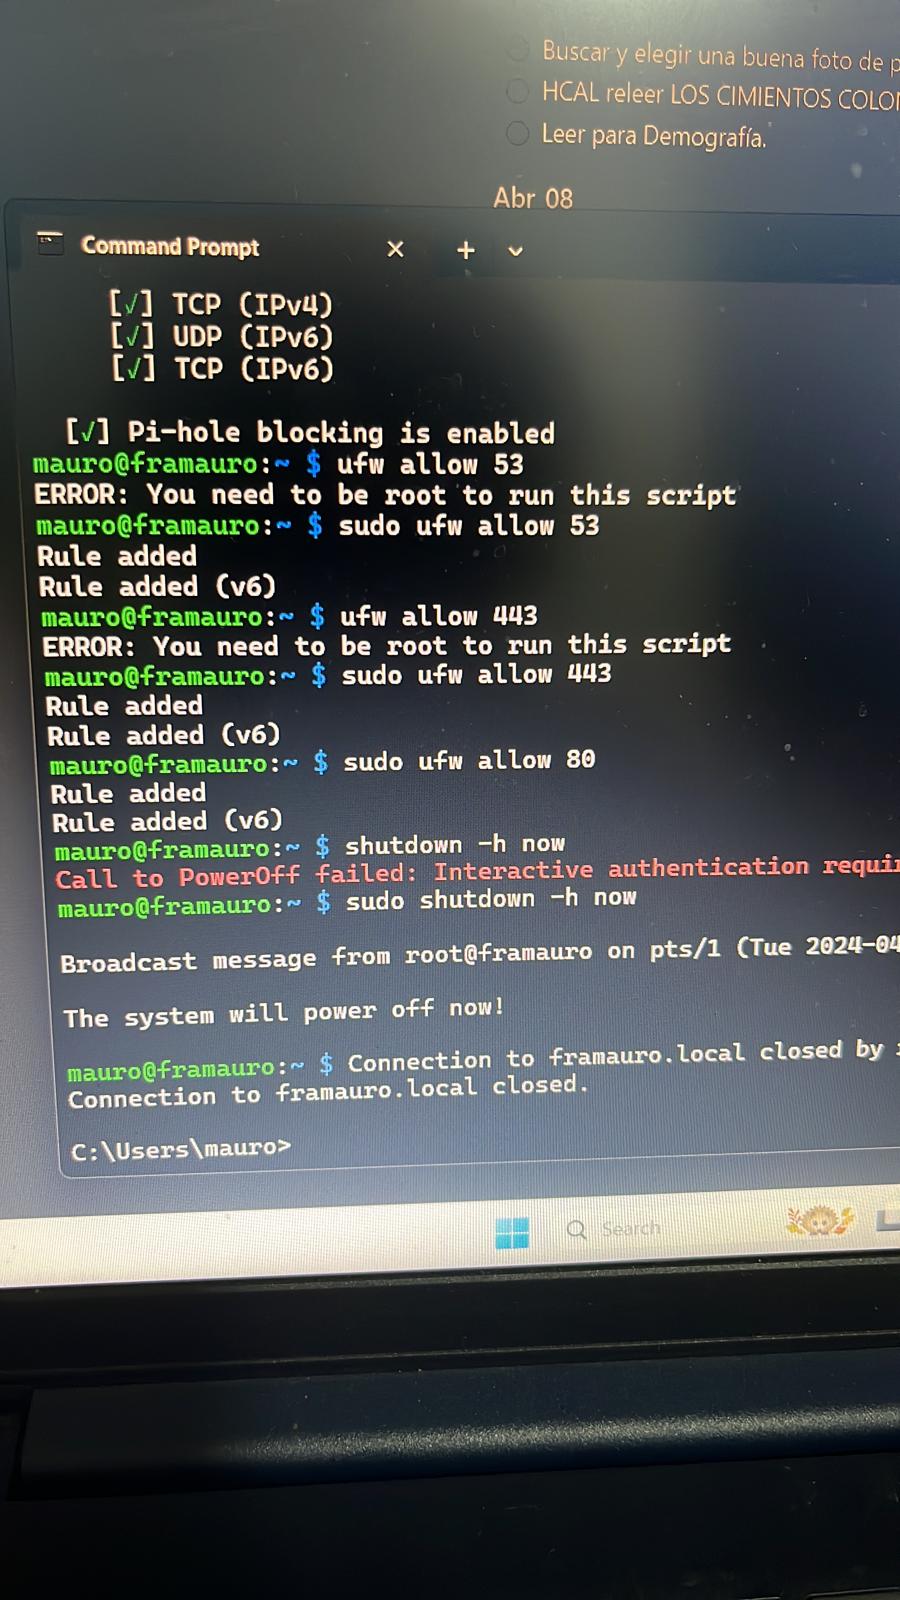 Buscar y elegir una buena foto de
HCAL releer LOS CIMIENTOS
Leer para Demografía.
Abr 08
Command Prompt
[√] TCP (IPv4)
[√] UDP (IPv6)
[√] TCP (IPv6)
[√] Pi-hole blocking is enabled
mauro@framauro:~ $ ufw allow 53
ERROR: You need to be root to run this script
mauro@framauro:~ $ sudo ufw allow 53
Rule added
Rule added (v6)
mauro@framauro:~ $ ufw allow 443
ERROR: You need to be root to run this script
mauro@framauro:~ $ sudo ufw allow 443
Rule added
Rule added (v6)
mauro@framauro:~ $ sudo ufw allow 80
Rule added
Rule added (v6)
mauro@framauro:~ $ shutdown -h now
Call to PowerOff failed: Interactive authentication
mauro@framauro:~ $ sudo shutdown -h now
Broadcast message from root@framauro on pts/1 (Tue 2024-04
The system will power off now!
mauro@framauro:~ $ Connection to framauro.local closed by
Connection to framauro.local closed.
C:\Users\mauro>
Search